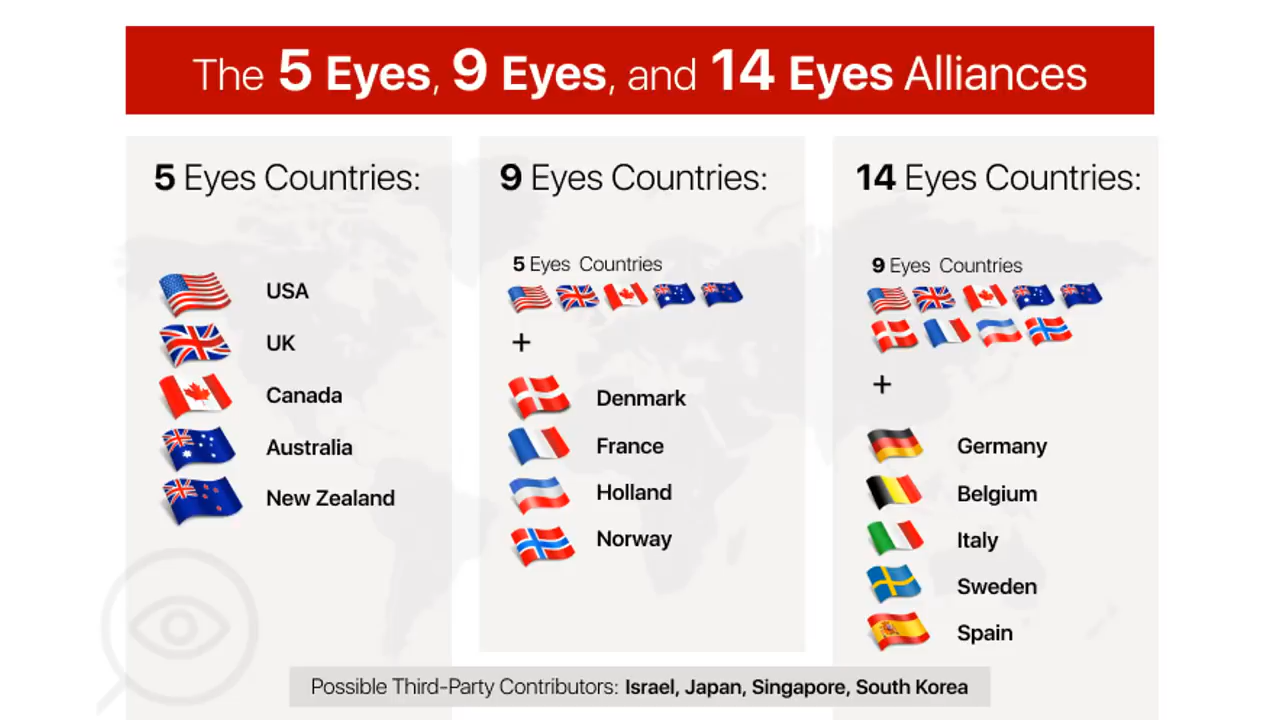 The 5 Eyes, 9 Eyes, and 14 Eyes Alliances
5 Eyes Countries:
USA
UK
Canada
Australia
New Zealand
9 Eyes Countries:
5 Eyes Countries
+
Denmark
France
Holland
Norway
14 Eyes Countries:
9 Eyes Countries
+
Germany
Belgium
Italy
Sweden
Spain
Possible Third-Party Contributors: Israel, Japan, Singapore, South Korea